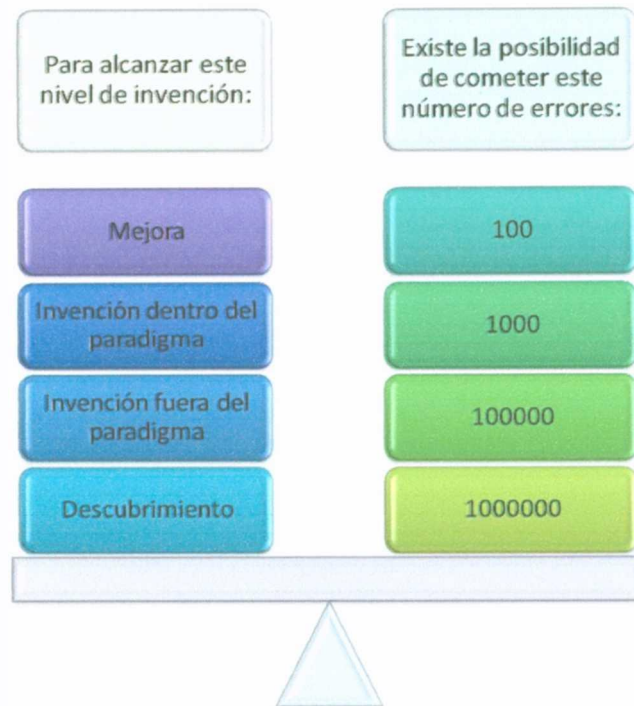 Para alcanzar este
nivel de invención:
Existe la posibilidad
de cometer este
número de errores:
Mejora
100
Invención dentro del
paradigma
1000
Invención fuera del
paradigma
100000
Descubrimiento
1000000